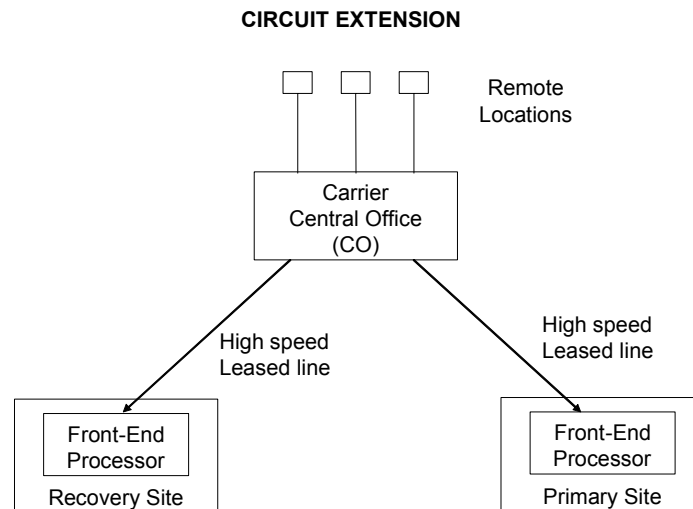 CIRCUIT EXTENSION
Remote
Locations
Carrier
Central Office
(CO)
High speed
Leased line
High speed
Leased line
Front-End
Processor
Recovery Site
Front-End
Processor
Primary Site